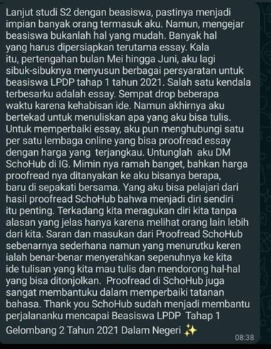 Lanjut studi S2 dengan beasiswa, pastinya menjadi
impian banyak orang termasuk aku. Namun, mengejar
beasiswa bukanlah hal yang mudah. Banyak hal
yang harus dipersiapkan terutama essay. Kala
itu, pertengahan bulan Mei hingga Juni, aku lagi
sibuk-sibuknya menyusun berbagai persyaratan untuk
beasiswa LPDP tahap 1 tahun 2021. Salah satu kendala
terbesarku adalah essay. Sempat drop beberapa
waktu karena kehabisan ide. Namun akhirnya aku
bertekad untuk menuliskan apa yang aku bisa tulis.
Untuk memperbaiki essay, aku pun menghubungi satu
per satu lembaga online yang bisa proofread essay
dengan harga yang terjangkau. Untunglah aku DM
SchoHub di IG. Mimin nya ramah banget, bahkan harga
proofread nya ditanyakan ke aku bisanya berapa,
baru di sepakati bersama. Yang aku bisa pelajari dari
hasil proofread SchoHub bahwa menjadi diri sendiri
itu penting. Terkadang kita meragukan diri kita tanpa
alasan yang jelas hanya karena melihat orang lain lebih
dari kita. Saran dan masukan dari Proofread SchoHub
sebenarnya sederhana namun yang menurutku keren
ialah benar-benar menyerahkan sepenuhnya ke kita
ide tulisan yang kita mau tulis dan mendorong hal-hal
yang bisa ditonjolkan. Proofread di SchoHub juga
sangat membantuku dalam memperbaiki tatanan
bahasa. Thank you SchoHub sudah menjadi membantu
perjalananku mencapai Beasiswa LPDP Tahap 1
Gelombang 2 Tahun 2021 Dalam Negeri ✨
08:38